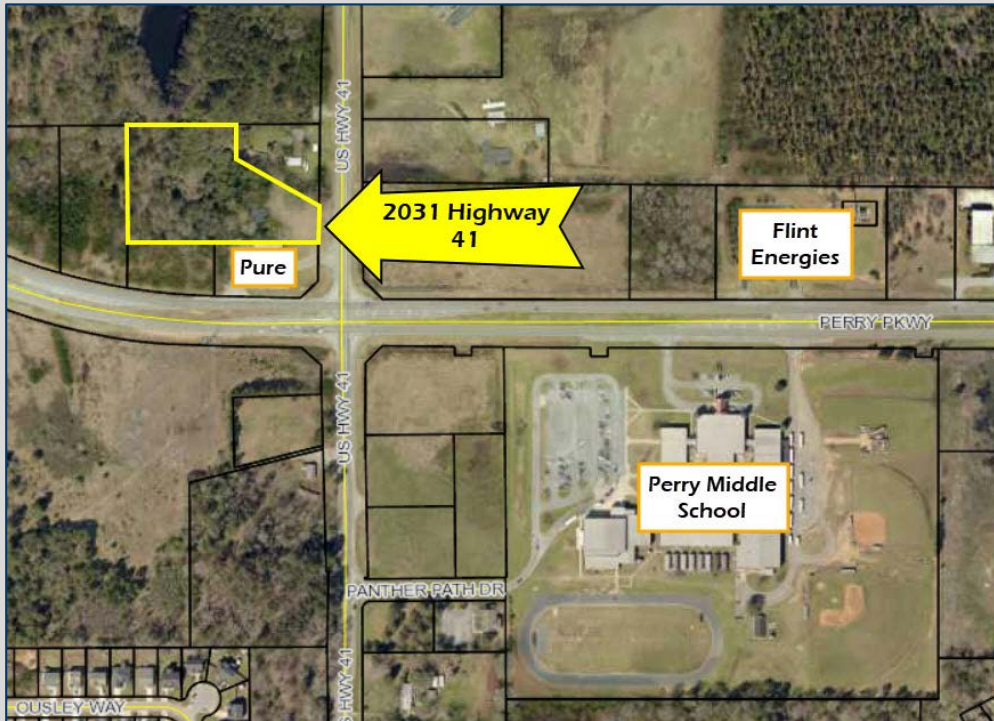 US HWY 41
2031 Highway
41
Pure
Flint
Energies
PERRY PKWY
US HWY 41
Perry Middle
School
PANTHER PATH DR
US HWY 41
OUSLEY WAY